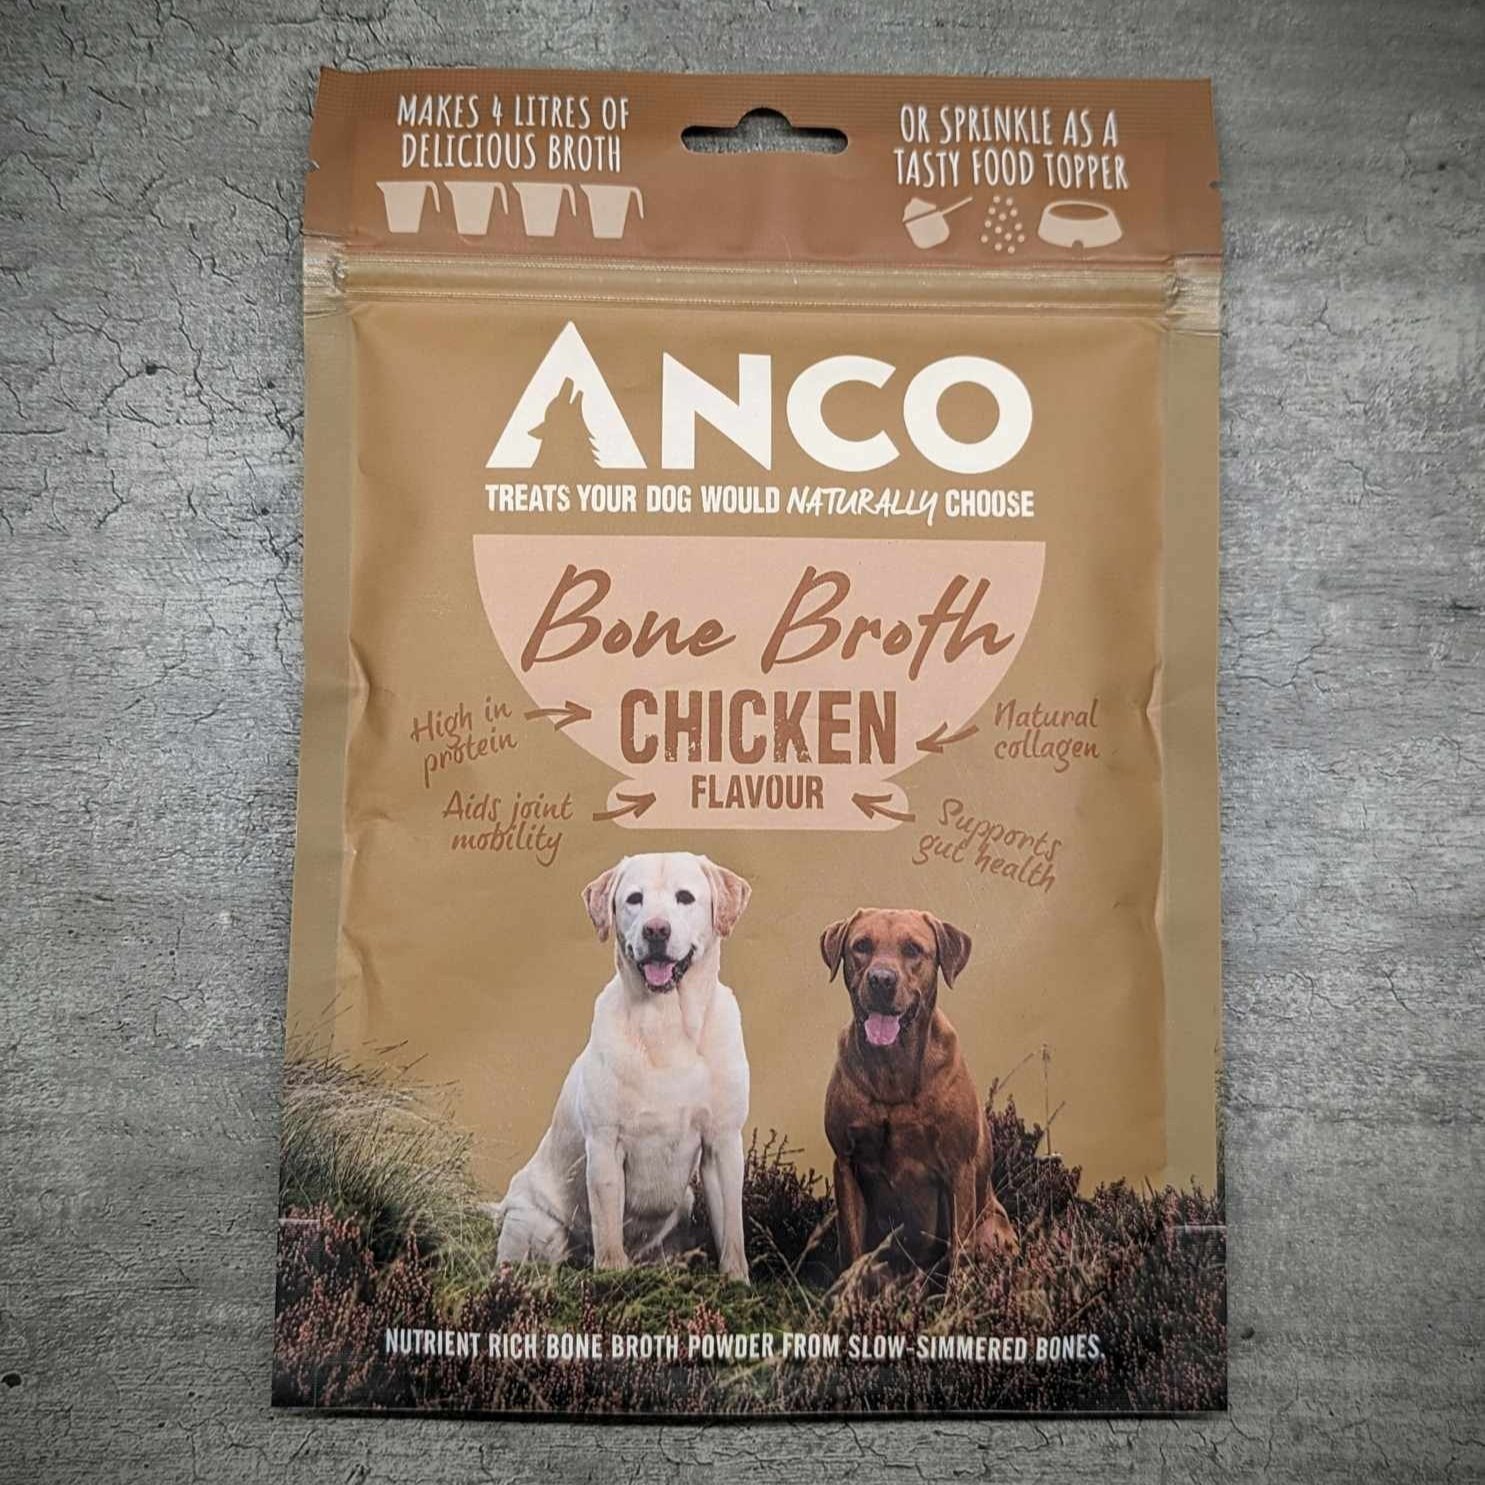 MAKES 4 LITRES OF
DELICIOUS BROTH
OR SPRINKLE AS A
TASTY FOOD TOPPER
ANCO
TREATS YOUR DOG WOULD NATURALLY CHOOSE
Bone Broth
CHICKEN
FLAVOUR
High in
protein
Natural
collagen
Aids joint
mobility
Supports
gut health
NUTRIENT RICH BONE BROTH POWDER FROM SLOW-SIMMERED BONES.